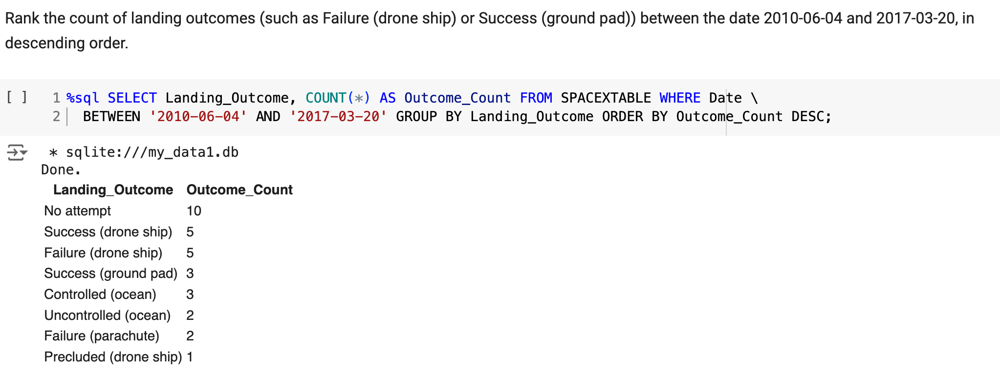 Rank the count of landing outcomes (such as Failure (drone ship) or Success (ground pad)) between the date 2010-06-04 and 2017-03-20, in
descending order.
[ ] 1 %sql SELECT Landing_Outcome, COUNT(*) AS Outcome_Count FROM SPACEXTABLE WHERE Date \
2 BETWEEN '2010-06-04' AND '2017-03-20' GROUP BY Landing_Outcome ORDER BY Outcome_Count DESC;
* sqlite:///my_data1.db
Done.
Landing_Outcome Outcome_Count
No attempt 10
Success (drone ship) 5
Failure (drone ship) 5
Success (ground pad) 3
Controlled (ocean) 3
Uncontrolled (ocean) 2
Failure (parachute) 2
Precluded (drone ship) 1